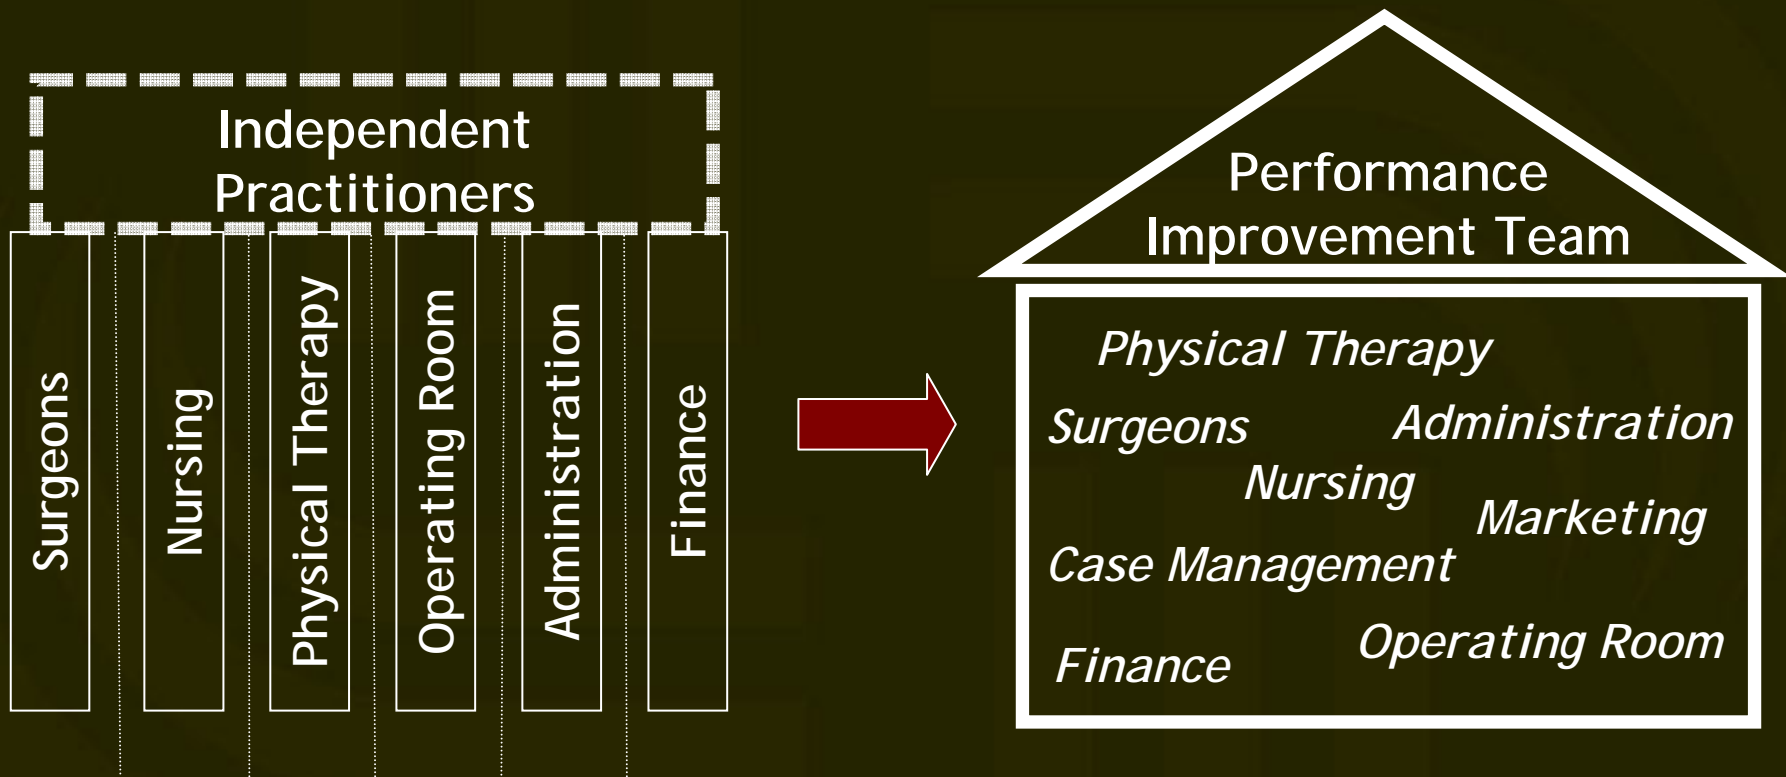 Independent
Practitioners
Surgeons
Nursing
Physical Therapy
Operating Room
Administration
Finance
Performance
Improvement Team
Physical Therapy
Surgeons
Administration
Nursing
Marketing
Case Management
Operating Room
Finance